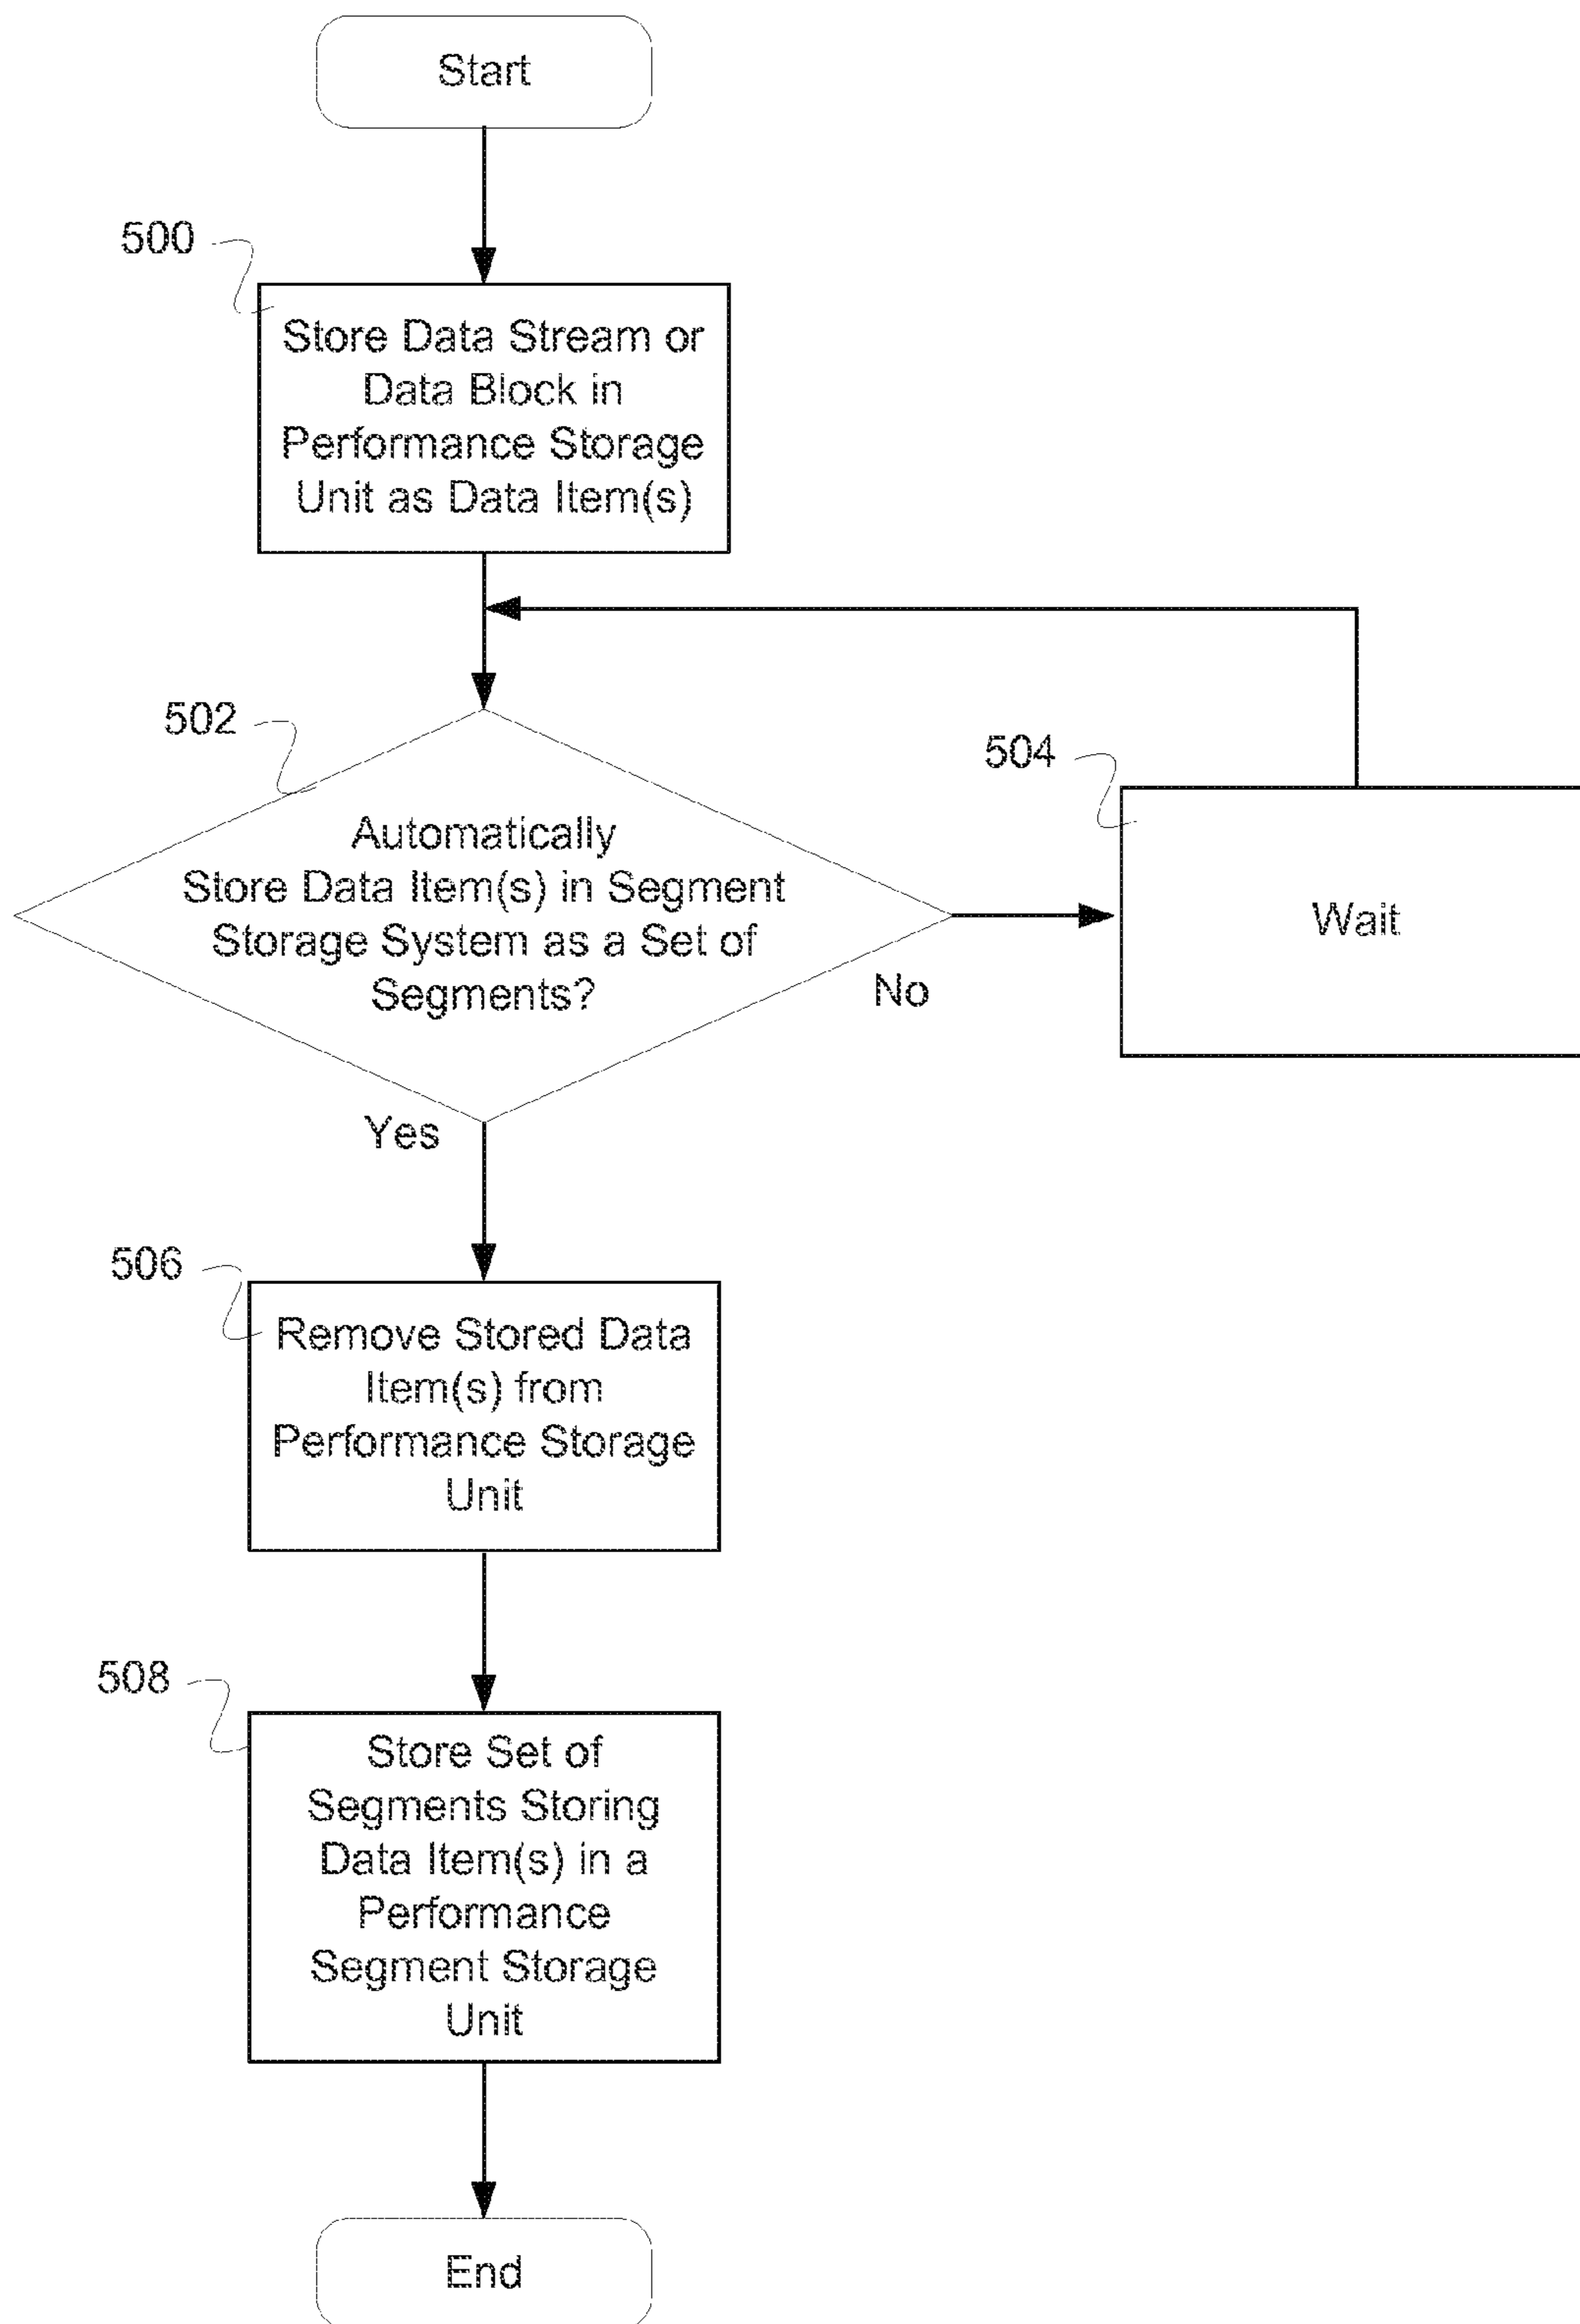 Start
500
Store Data Stream or
Data Block in
Performance Storage
Unit as Data Item(s)
502
Automatically
Store Data Item(s) in Segment
Storage System as a Set of
Segments?
No
504
Wait
Yes
506
Remove Stored Data
Item(s) from
Performance Storage
Unit
508
Store Set of
Segments Storing
Data Item(s) in a
Performance
Segment Storage
Unit
End